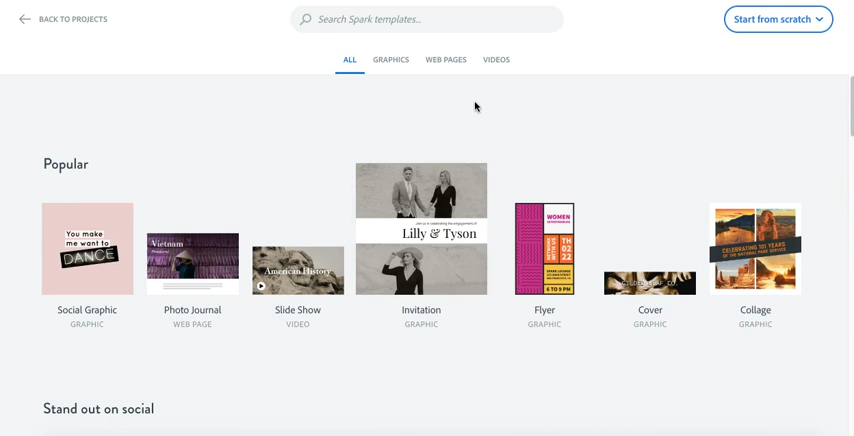 BACK TO PROJECTS
Search Spark templates...
Start from scratch
ALL
GRAPHICS
WEB PAGES
VIDEOS
Popular
You make
me want to
DANCE
Vietnam
American History
Lilly & Tyson
WOMEN
NETWORK
WITH US
TH
02
22
6 TO 9 PM
CELEBRATING 101 YEARS
OF THE NATIONAL PARK SERVICE
Social Graphic
GRAPHIC
Photo Journal
WEB PAGE
Slide Show
VIDEO
Invitation
GRAPHIC
Flyer
GRAPHIC
Cover
GRAPHIC
Collage
GRAPHIC
Stand out on social